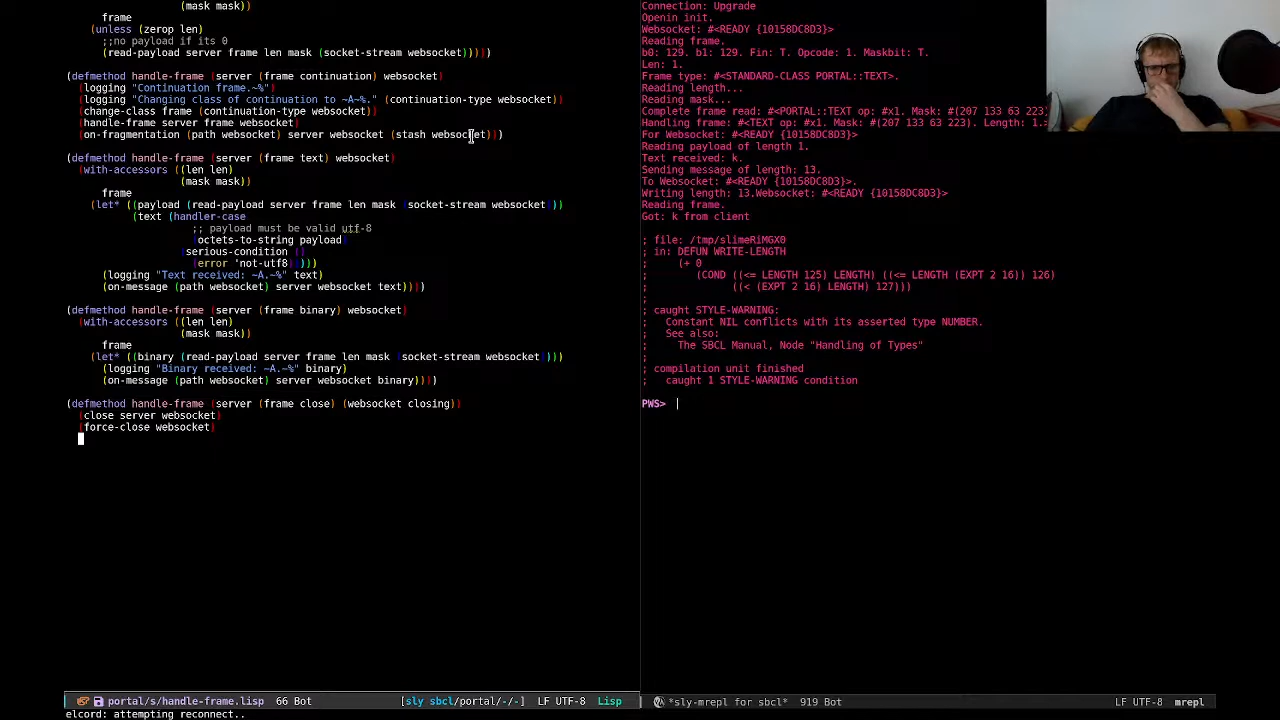 (mask mask))
frame
(unless (zerop len)
;;no payload if its 0
(read-payload server frame len mask (socket-stream websocket)))))
(defmethod handle-frame (server (frame continuation) websocket)
(logging "Continuation frame.~%")
(logging "Changing class of continuation to ~A~%." (continuation-type websocket))
(change-class frame (continuation-type websocket))
(handle-frame server frame websocket)
(on-fragmentation (path websocket) server websocket (stash websocket)))
(defmethod handle-frame (server (frame text) websocket)
(with-accessors ((len len)
(mask mask))
frame
(let* ((payload (read-payload server frame len mask (socket-stream websocket)))
(text (handler-case
;; payload must be valid utf-8
(octets-to-string payload)
(serious-condition ()
(error 'not-utf8)))))
(logging "Text received: ~A.~%" text)
(on-message (path websocket) server websocket text))))
(defmethod handle-frame (server (frame binary) websocket)
(with-accessors ((len len)
(mask mask))
frame
(let* ((binary (read-payload server frame len mask (socket-stream websocket))))
(logging "Binary received: ~A.~%" binary)
(on-message (path websocket) server websocket binary))))
(defmethod handle-frame (server (frame close) (websocket closing))
(close server websocket)
(force-close websocket)
portal/s/handle-frame.lisp 66 Bot [sly sbcl/portal/-/-] LF UTF-8 Lisp
elcord: attempting reconnect..
Connection: Upgrade
Openin init.
Websocket: #<READY {10158DC8D3}>
Reading frame.
b0: 129. b1: 129. Fin: T. Opcode: 1. Maskbit: T.
Len: 1.
Frame type: #<STANDARD-CLASS PORTAL::TEXT>.
Reading length...
Reading mask...
Complete frame read: #<PORTAL::TEXT op: #x1. Mask: #(207 133 63 223)
Handling frame: #<TEXT op: #x1. Mask: #(207 133 63 223). Length: 1.>
For Websocket: #<READY {10158DC8D3}>
Reading payload of length 1.
Text received: k.
Sending message of length: 13.
To Websocket: #<READY {10158DC8D3}>.
Writing length: 13.Websocket: #<READY {10158DC8D3}>
Reading frame.
Got: k from client
; file: /tmp/slimeRiMGX0
; in: DEFUN WRITE-LENGTH
; (+ 0
; (COND ((<= LENGTH 125) LENGTH) ((<= LENGTH (EXPT 2 16)) 126)
; ((< (EXPT 2 16) LENGTH) 127)))
;
; caught STYLE-WARNING:
; Constant NIL conflicts with its asserted type NUMBER.
; See also:
; The SBCL Manual, Node "Handling of Types"
;
; compilation unit finished
; caught 1 STYLE-WARNING condition
PWS>
*sly-mrepl for sbcl* 919 Bot LF UTF-8 mrepl